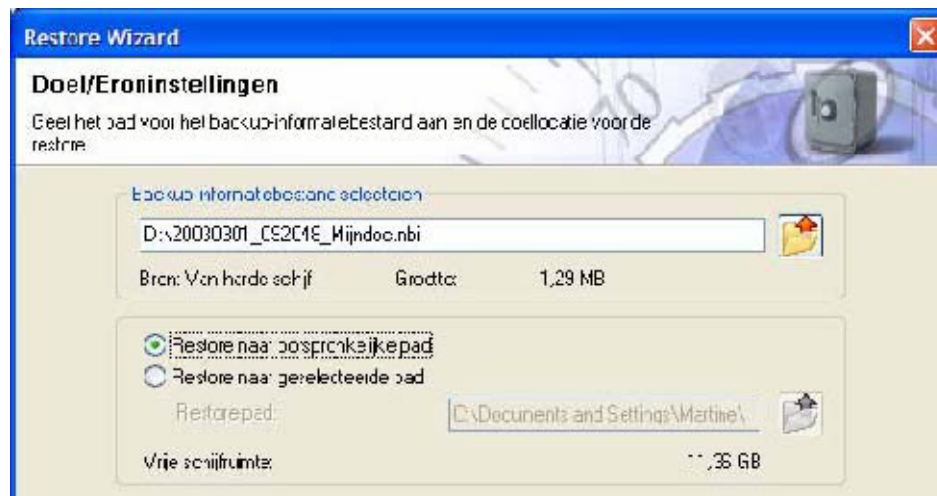 Restore Wizard
Doel/Broninstellingen
Geef het pad voor het backup-informatiebestand aan en de doellocatie voor de
restore
Backup informatiebestand selecteren
Bron: Van harde schijf Grootte: 1,29 MB
Restore naar oorspronkelijke pad
Restore naar geselecteerde pad
Restorepad: C:\Documents and Settings\Martine\
Vrije schijfruimte: GB